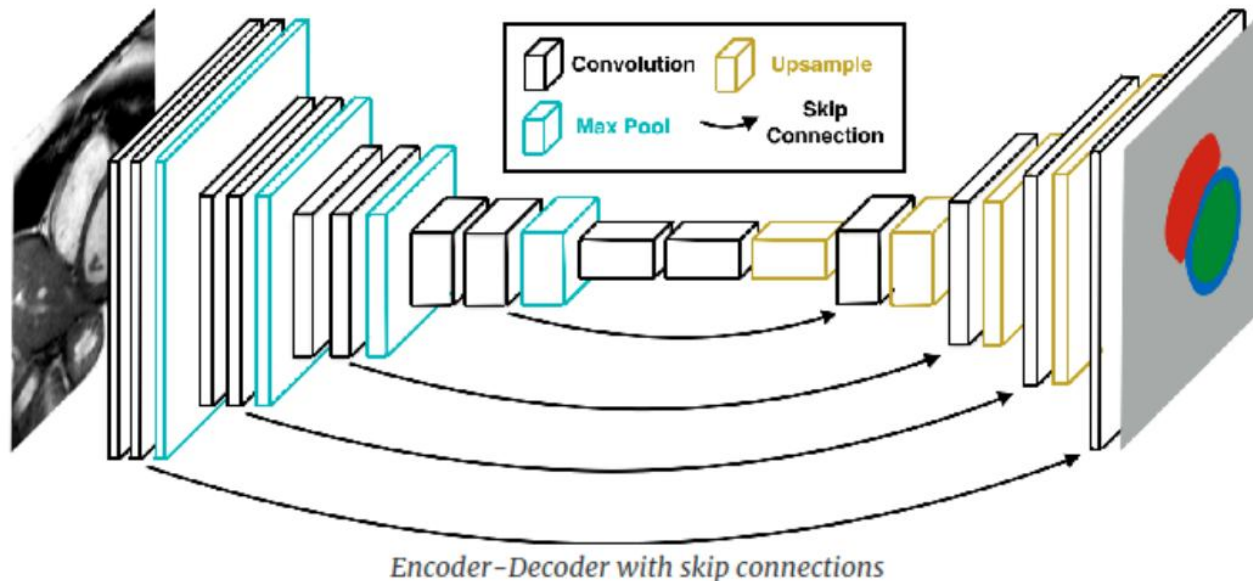 Convolution
Upsample
Max Pool
Skip
Connection
Encoder-Decoder with skip connections